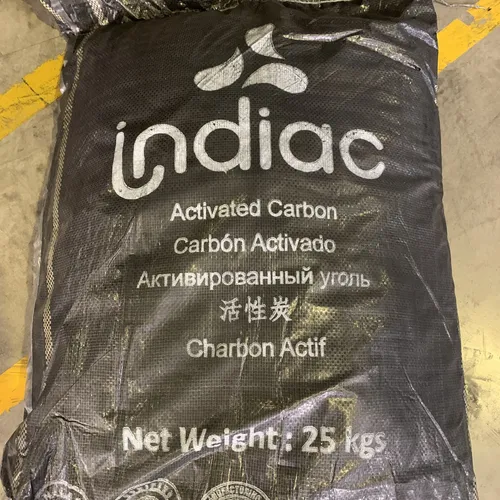 indiac
Activated Carbon
Carbón Activado
Активированный уголь
活性炭
Charbon Actif
Net Weight : 25 kgs